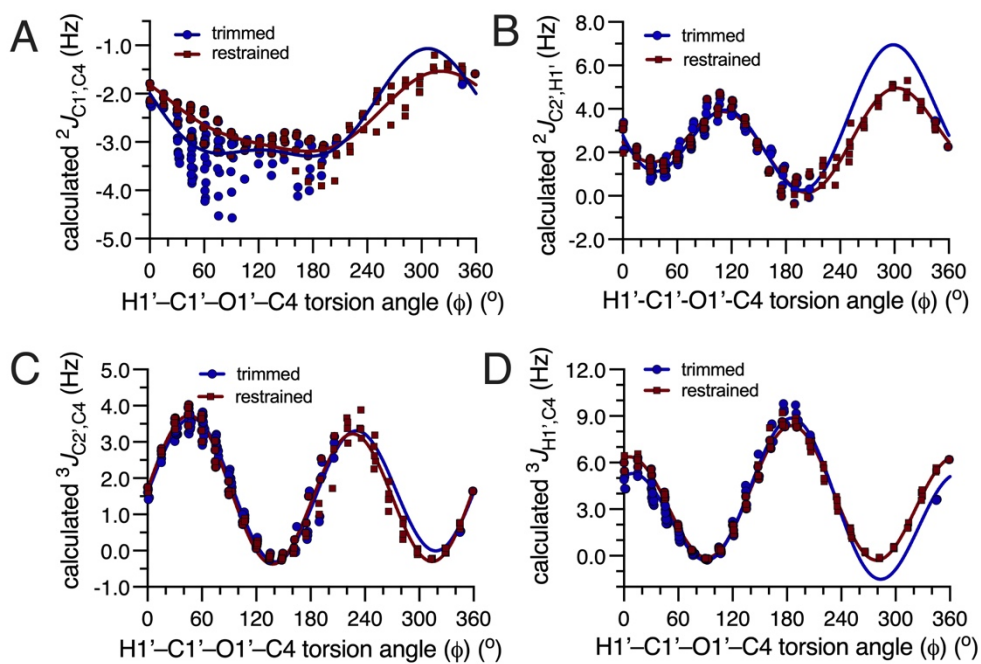 A
calculated ²J_C1',C4 (Hz)
trimmed
restrained
-1.0
-2.0
-3.0
-4.0
-5.0
0 60 120 180 240 300 360
H1'–C1'–O1'–C4 torsion angle (ϕ) (°)
B
calculated ²J_C2',H1' (Hz)
trimmed
restrained
8.0
6.0
4.0
2.0
0.0
-2.0
0 60 120 180 240 300 360
H1'-C1'-O1'-C4 torsion angle (ϕ) (°)
C
calculated ³J_C2',C4 (Hz)
trimmed
restrained
5.0
4.0
3.0
2.0
1.0
0.0
-1.0
0 60 120 180 240 300 360
H1'–C1'–O1'–C4 torsion angle (ϕ) (°)
D
calculated ³J_H1',C4 (Hz)
trimmed
restrained
12.0
9.0
6.0
3.0
0.0
0 60 120 180 240 300 360
H1'–C1'–O1'–C4 torsion angle (ϕ) (°)